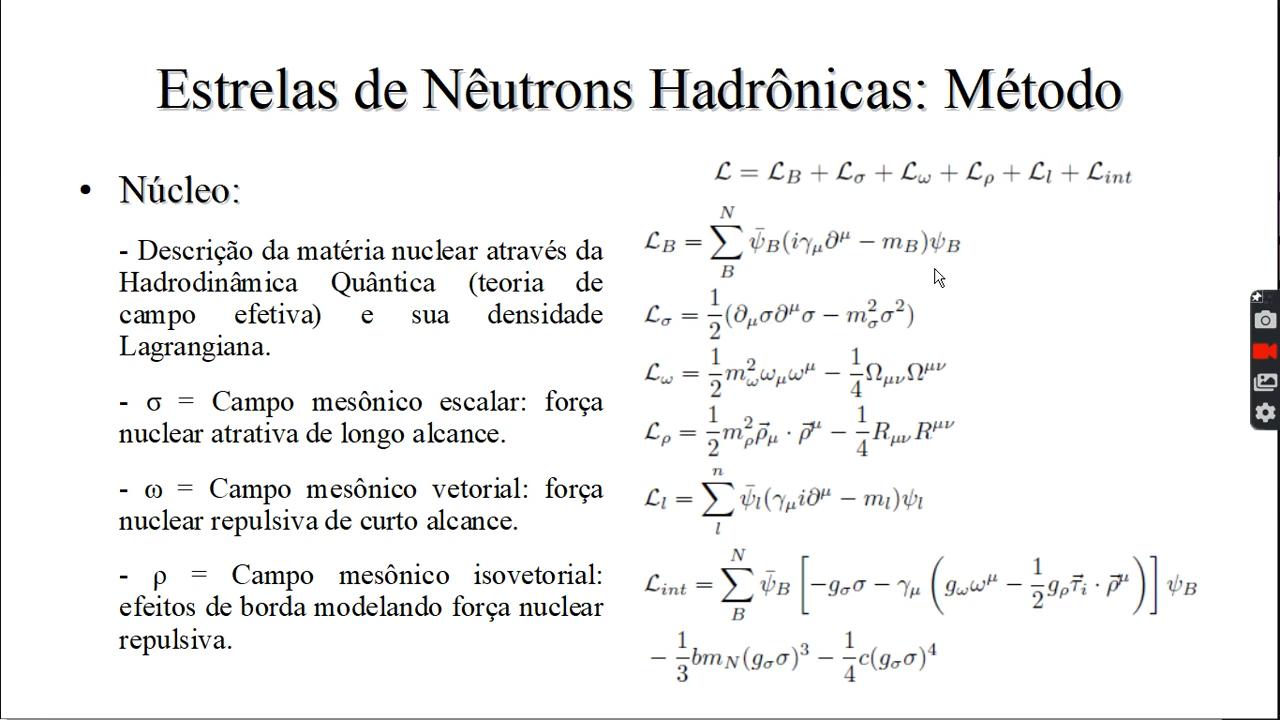 Estrelas de Nêutrons Hadrônicas: Método
• Núcleo:
- Descrição da matéria nuclear através da
Hadrodinâmica Quântica (teoria de
campo efetiva) e sua densidade
Lagrangiana.
- σ = Campo mesônico escalar: força
nuclear atrativa de longo alcance.
- ω = Campo mesônico vetorial: força
nuclear repulsiva de curto alcance.
- ρ = Campo mesônico isovetorial:
efeitos de borda modelando força nuclear
repulsiva.
ℒ = ℒ_B + ℒ_σ + ℒ_ω + ℒ_ρ + ℒ_l + ℒ_int
ℒ_B = ∑_B^N ψ̄_B(iγ_μ∂^μ − m_B)ψ_B
ℒ_σ = 1/2(∂_μσ∂^μσ − m_σ^2σ^2)
ℒ_ω = 1/2 m_ω^2ω_μω^μ − 1/4 Ω_μνΩ^μν
ℒ_ρ = 1/2 m_ρ^2 ρ⃗_μ · ρ⃗^μ − 1/4 R_μνR^μν
ℒ_l = ∑_l^n ψ̄_l(γ_μi∂^μ − m_l)ψ_l
ℒ_int = ∑_B^N ψ̄_B [−g_σσ − γ_μ (g_ωω^μ − 1/2 g_ρτ⃗_i · ρ⃗^μ)] ψ_B
− 1/3 bm_N(g_σσ)^3 − 1/4 c(g_σσ)^4